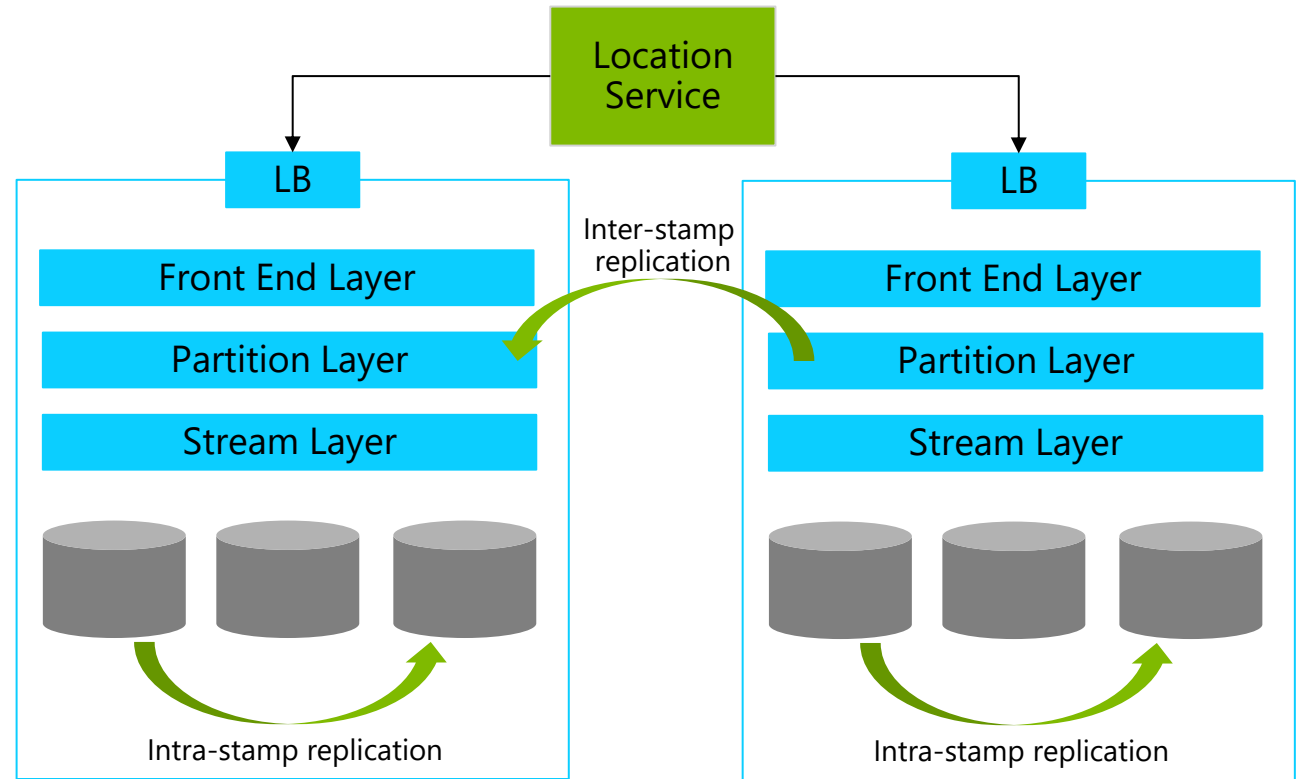 Location
Service
LB
LB
Inter-stamp
replication
Front End Layer
Partition Layer
Stream Layer
Intra-stamp replication
Front End Layer
Partition Layer
Stream Layer
Intra-stamp replication